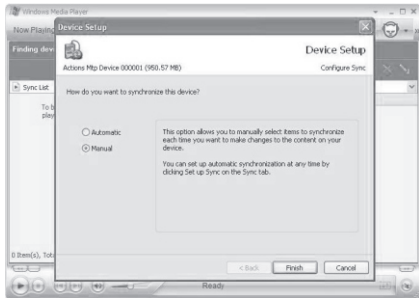 Windows Media Player
Device Setup
Now Playing
Finding dev
Device Setup
Actions Mtp Device 000001 (950.57 MB)
Configure Sync
Sync List
How do you want to synchronize this device?
To b
play
Automatic
Manual
This option allows you to manually select items to synchronize
each time you want to make changes to the content on your
device.
You can set up automatic synchronization at any time by
clicking Set up Sync on the Sync tab.
0 Item(s), Tot
< Back
Finish
Cancel
Ready